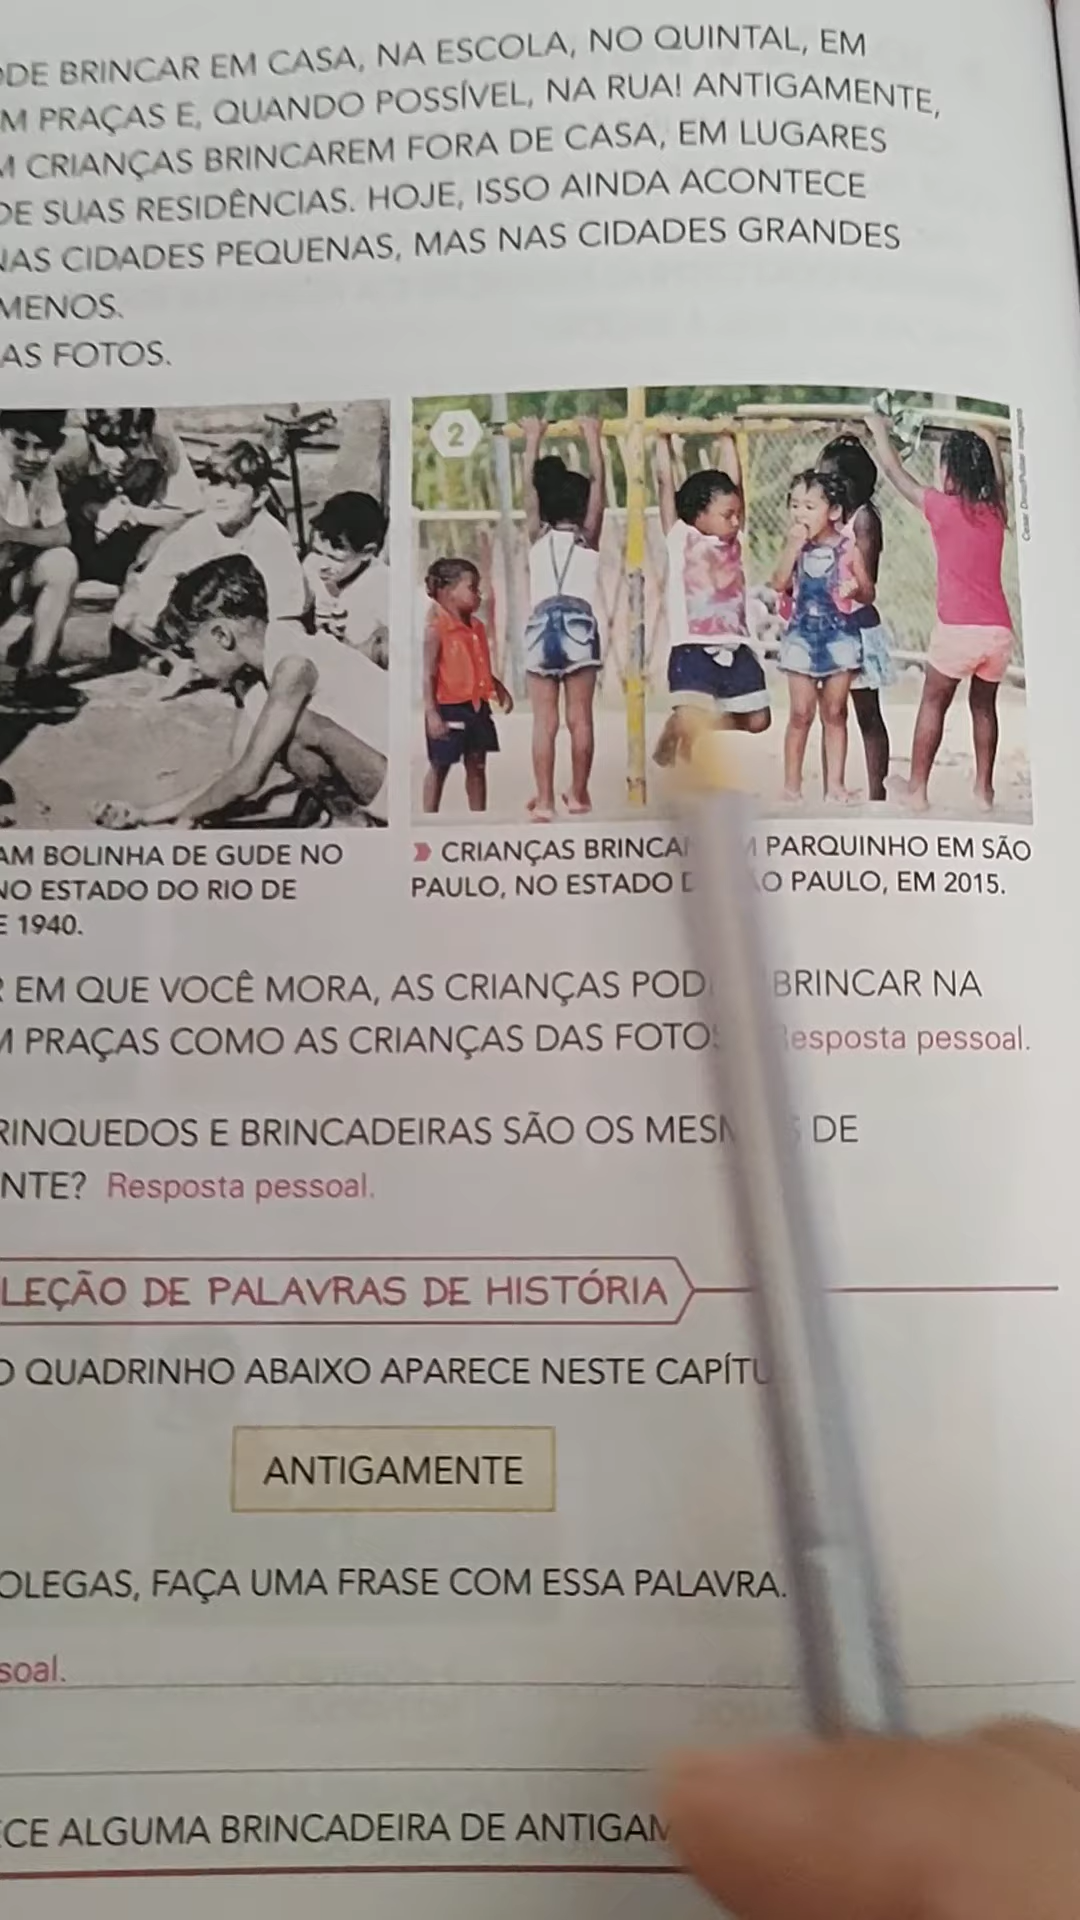 DE BRINCAR EM CASA, NA ESCOLA, NO QUINTAL, EM
M PRAÇAS E, QUANDO POSSÍVEL, NA RUA! ANTIGAMENTE,
M CRIANÇAS BRINCAREM FORA DE CASA, EM LUGARES
DE SUAS RESIDÊNCIAS. HOJE, ISSO AINDA ACONTECE
NAS CIDADES PEQUENAS, MAS NAS CIDADES GRANDES
MENOS.
AS FOTOS.
2
AM BOLINHA DE GUDE NO
NO ESTADO DO RIO DE
E 1940.
CRIANÇAS BRINCA PARQUINHO EM SÃO
PAULO, NO ESTADO O PAULO, EM 2015.
R EM QUE VOCÊ MORA, AS CRIANÇAS POD BRINCAR NA
M PRAÇAS COMO AS CRIANÇAS DAS FOTO esposta pessoal.
RINQUEDOS E BRINCADEIRAS SÃO OS MES DE
NTE? Resposta pessoal.
LEÇÃO DE PALAVRAS DE HISTÓRIA
O QUADRINHO ABAIXO APARECE NESTE CAPÍTU
ANTIGAMENTE
OLEGAS, FAÇA UMA FRASE COM ESSA PALAVRA.
soal.
CE ALGUMA BRINCADEIRA DE ANTIGAM